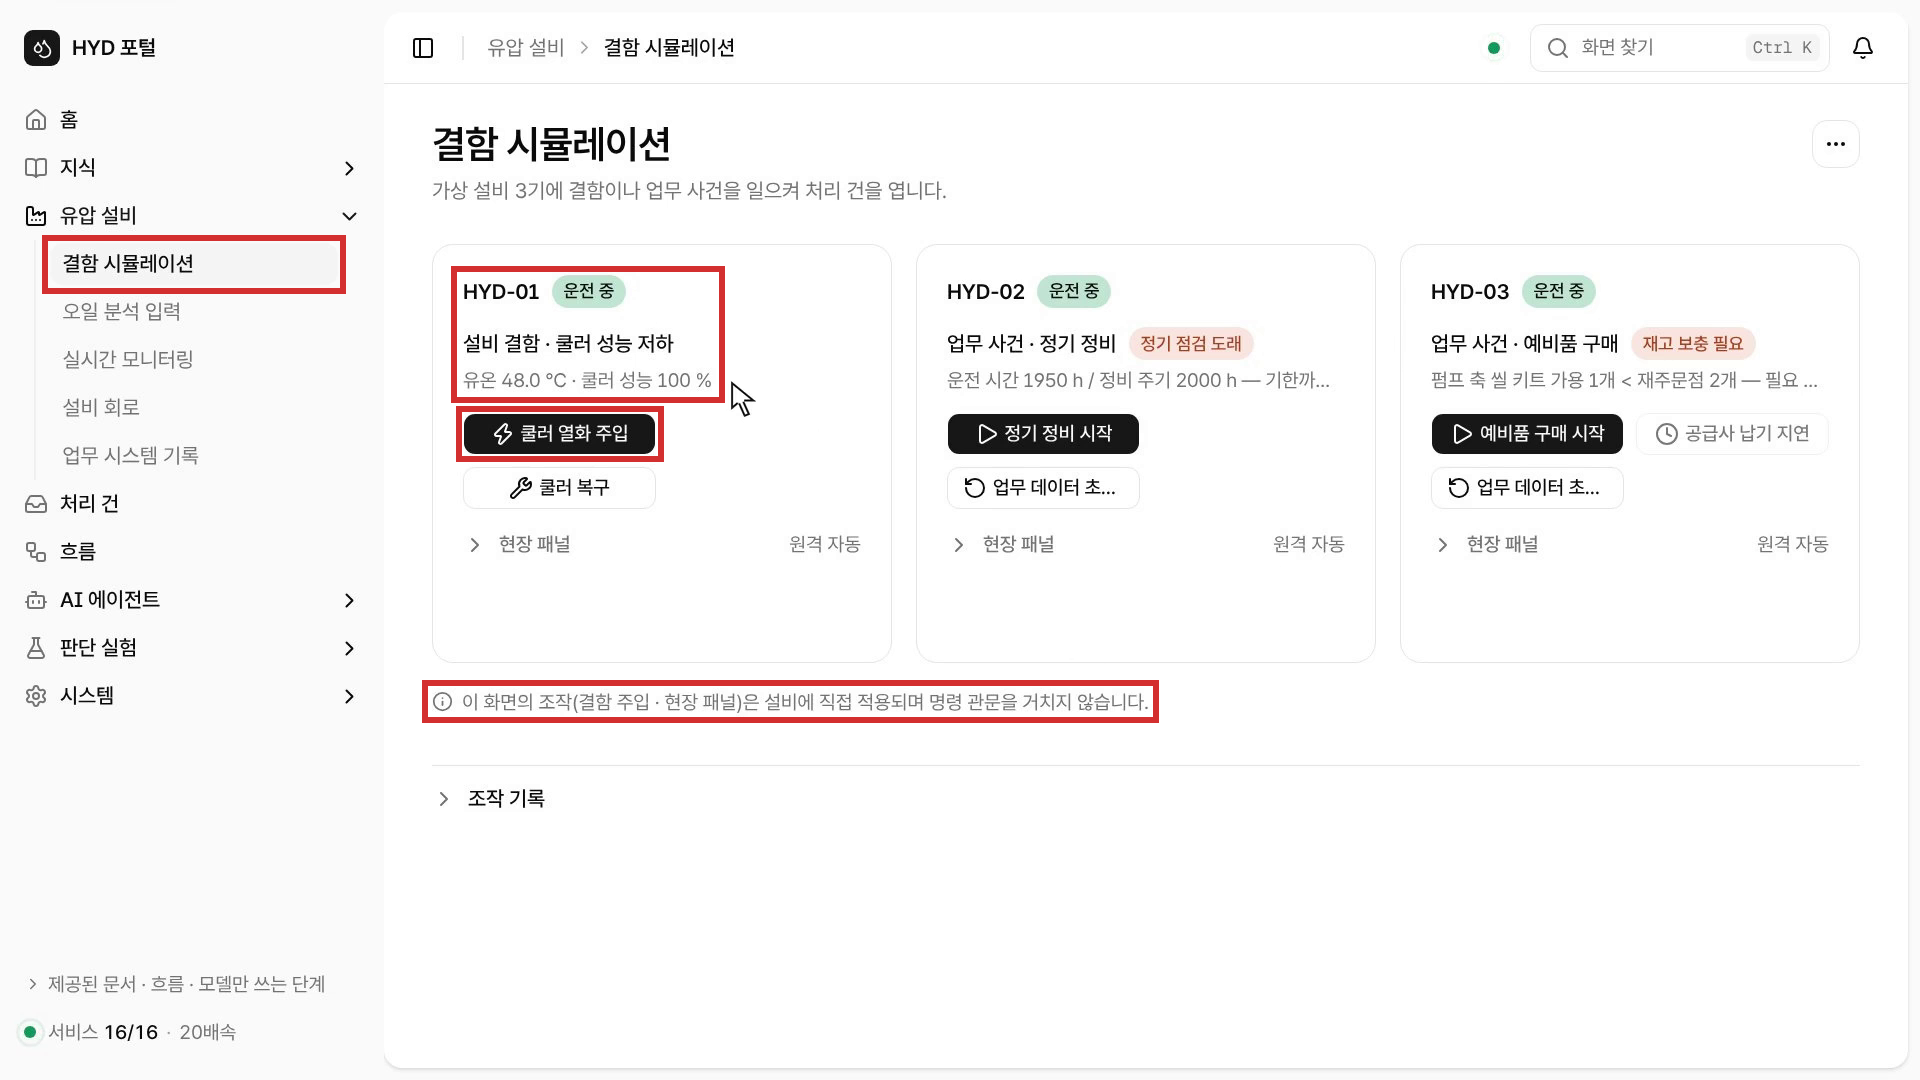 HYD 포털
홈
지식
유압 설비
결함 시뮬레이션
오일 분석 입력
실시간 모니터링
설비 회로
업무 시스템 기록
처리 건
흐름
AI 에이전트
판단 실험
시스템
제공된 문서 · 흐름 · 모델만 쓰는 단계
서비스 16/16 · 20배속
유압 설비 > 결함 시뮬레이션
화면 찾기 Ctrl K
결함 시뮬레이션
가상 설비 3기에 결함이나 업무 사건을 일으켜 처리 건을 엽니다.
HYD-01 운전 중
설비 결함 · 쿨러 성능 저하
유온 48.0 °C · 쿨러 성능 100 %
쿨러 열화 주입
쿨러 복구
현장 패널 원격 자동
HYD-02 운전 중
업무 사건 · 정기 정비 정기 점검 도래
운전 시간 1950 h / 정비 주기 2000 h — 기한까...
정기 정비 시작
업무 데이터 초...
현장 패널 원격 자동
HYD-03 운전 중
업무 사건 · 예비품 구매 재고 보충 필요
펌프 축 씰 키트 가용 1개 < 재주문점 2개 — 필요 ...
예비품 구매 시작 공급사 납기 지연
업무 데이터 초...
현장 패널 원격 자동
이 화면의 조작(결함 주입 · 현장 패널)은 설비에 직접 적용되며 명령 관문을 거치지 않습니다.
조작 기록